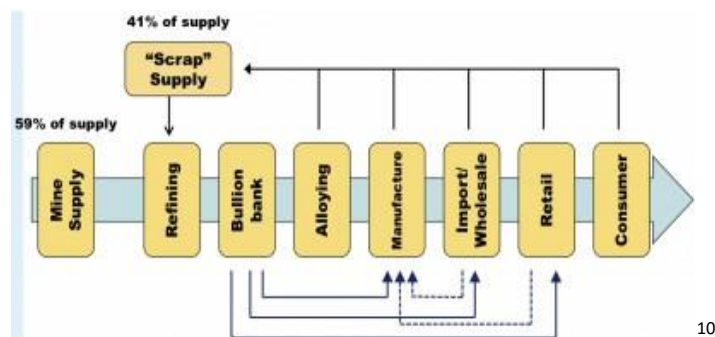 41% of supply
"Scrap"
Supply
59% of supply
Mine
Supply
Refining
Bullion
bank
Alloying
Manufacture
Import/
Wholesale
Retail
Consumer
10